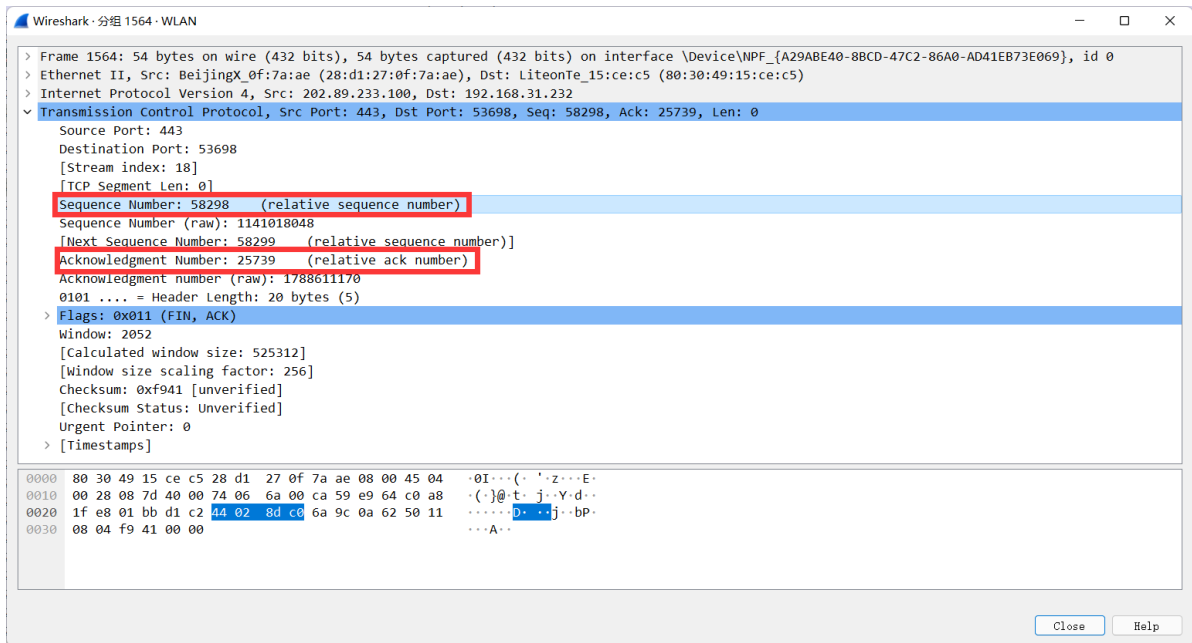 Wireshark · 分组 1564 · WLAN
> Frame 1564: 54 bytes on wire (432 bits), 54 bytes captured (432 bits) on interface \Device\NPF_{A29ABE40-8BCD-47C2-86A0-AD41EB73E069}, id 0
> Ethernet II, Src: BeijingX_0f:7a:ae (28:d1:27:0f:7a:ae), Dst: LiteonTe_15:ce:c5 (80:30:49:15:ce:c5)
> Internet Protocol Version 4, Src: 202.89.233.100, Dst: 192.168.31.232
Transmission Control Protocol, Src Port: 443, Dst Port: 53698, Seq: 58298, Ack: 25739, Len: 0
Source Port: 443
Destination Port: 53698
[Stream index: 18]
[TCP Segment Len: 0]
Sequence Number: 58298    (relative sequence number)
Sequence Number (raw): 1141018048
[Next Sequence Number: 58299    (relative sequence number)]
Acknowledgment Number: 25739    (relative ack number)
Acknowledgment number (raw): 1788611170
0101 .... = Header Length: 20 bytes (5)
> Flags: 0x011 (FIN, ACK)
Window: 2052
[Calculated window size: 525312]
[Window size scaling factor: 256]
Checksum: 0xf941 [unverified]
[Checksum Status: Unverified]
Urgent Pointer: 0
> [Timestamps]
0000 80 30 49 15 ce c5 28 d1 27 0f 7a ae 08 00 45 04 ·0I···(· '·z···E·
0010 00 28 08 7d 40 00 74 06 6a 00 ca 59 e9 64 c0 a8 ·(·}@·t· j··Y·d··
0020 1f e8 01 bb d1 c2 44 02 8d c0 6a 9c 0a 62 50 11 ······D· ··j··bP·
0030 08 04 f9 41 00 00 ···A··
Close Help